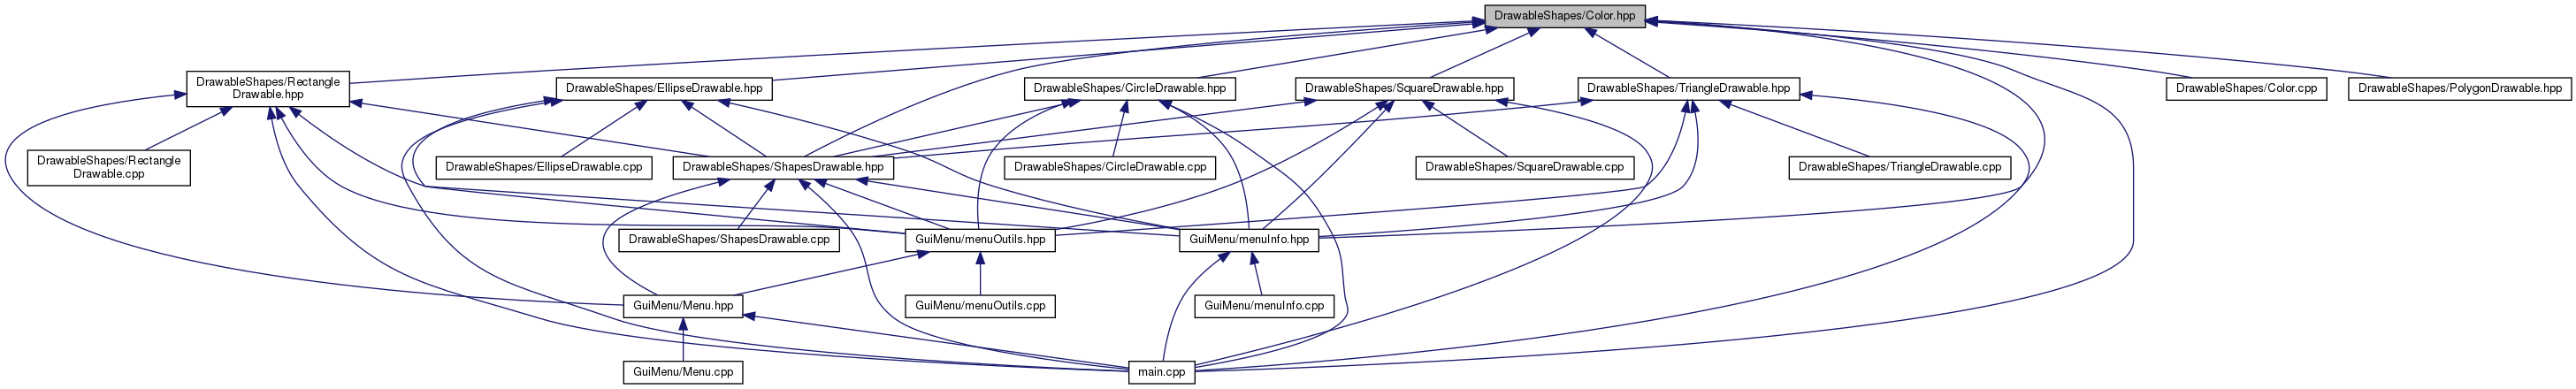 DrawableShapes/Color.hpp
DrawableShapes/Rectangle
Drawable.hpp
DrawableShapes/EllipseDrawable.hpp
DrawableShapes/CircleDrawable.hpp
DrawableShapes/SquareDrawable.hpp
DrawableShapes/TriangleDrawable.hpp
DrawableShapes/Color.cpp
DrawableShapes/PolygonDrawable.hpp
DrawableShapes/Rectangle
Drawable.cpp
DrawableShapes/EllipseDrawable.cpp
DrawableShapes/ShapesDrawable.hpp
DrawableShapes/CircleDrawable.cpp
DrawableShapes/SquareDrawable.cpp
DrawableShapes/TriangleDrawable.cpp
DrawableShapes/ShapesDrawable.cpp
GuiMenu/menuOutils.hpp
GuiMenu/menuInfo.hpp
GuiMenu/Menu.hpp
GuiMenu/menuOutils.cpp
GuiMenu/menuInfo.cpp
GuiMenu/Menu.cpp
main.cpp